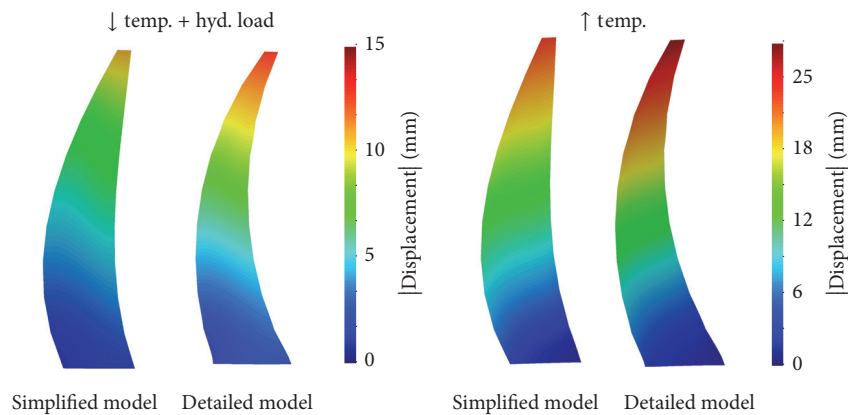 ↓ temp. + hyd. load
↑ temp.
15
10
5
0
|Displacement| (mm)
25
18
12
6
0
|Displacement| (mm)
Simplified model
Detailed model
Simplified model
Detailed model